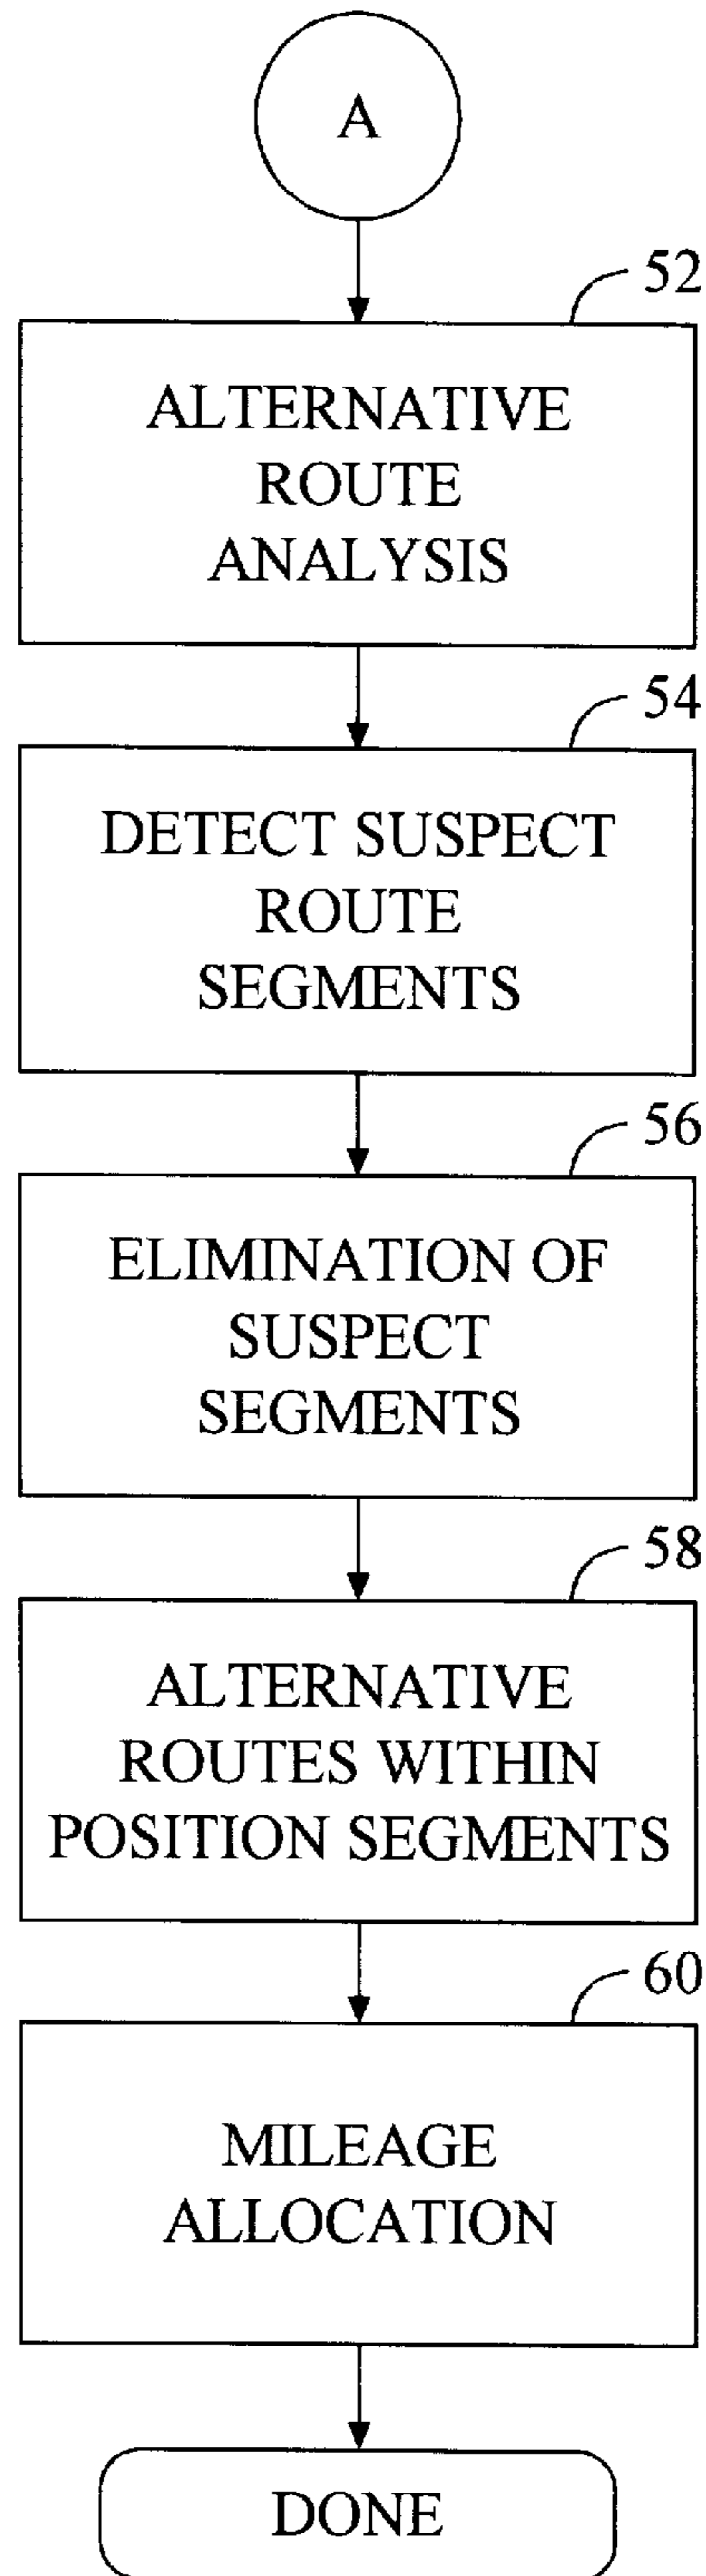 A
52
ALTERNATIVE
ROUTE
ANALYSIS
54
DETECT SUSPECT
ROUTE
SEGMENTS
56
ELIMINATION OF
SUSPECT
SEGMENTS
58
ALTERNATIVE
ROUTES WITHIN
POSITION SEGMENTS
60
MILEAGE
ALLOCATION
DONE